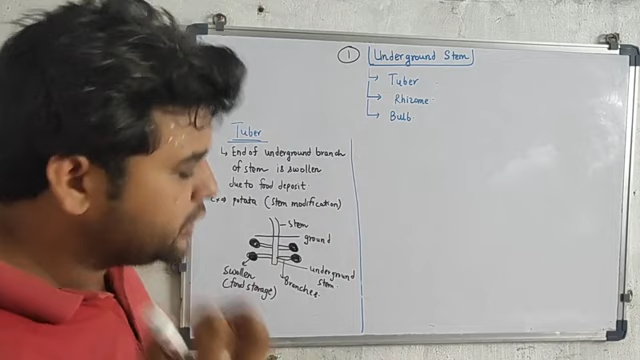 1 Underground Stem
Tuber
Rhizome
Bulb
Tuber
End of underground branch
of stem is swollen
due to food deposit.
potato (stem modification)
stem
ground
underground
stem
Branches
swollen
(food storage)